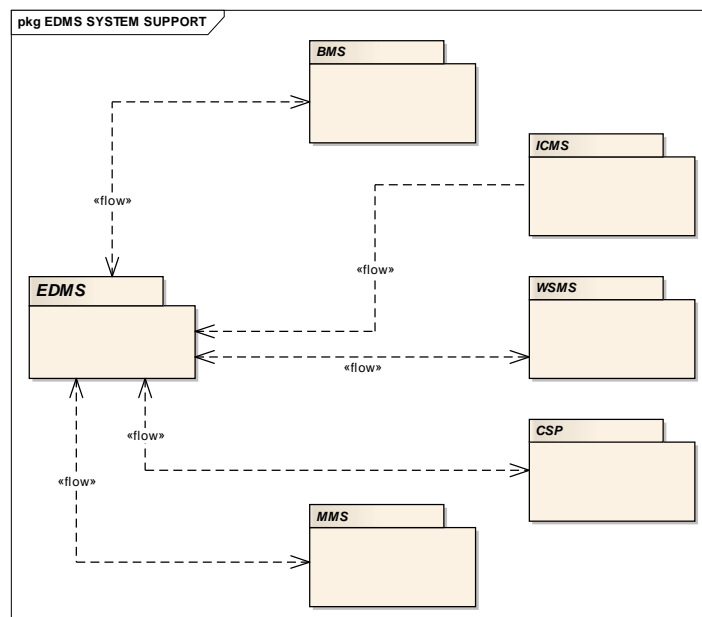 pkg EDMS SYSTEM SUPPORT
BMS
ICMS
«flow»
«flow»
EDMS
WSMS
«flow»
CSP
«flow»
«flow»
MMS